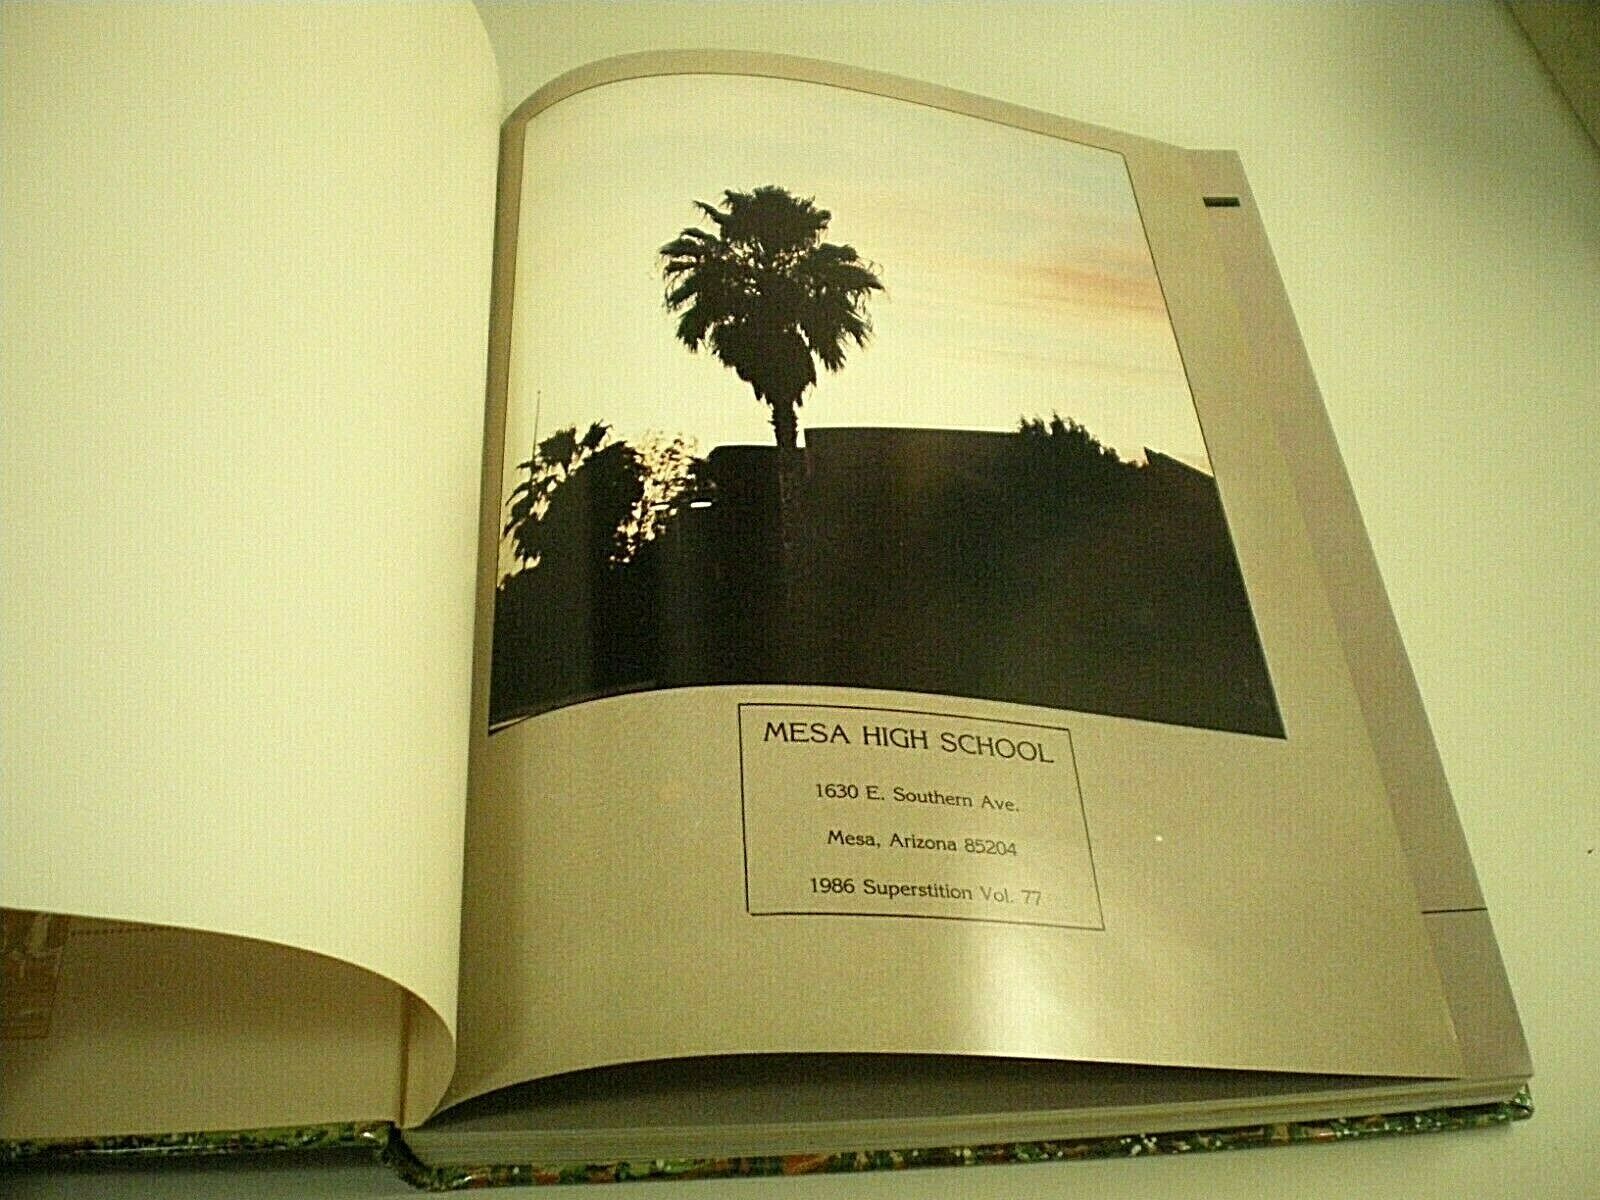 MESA HIGH SCHOOL
1630 E. Southern Ave.
Mesa, Arizona 85204
1986 Superstition Vol. 77